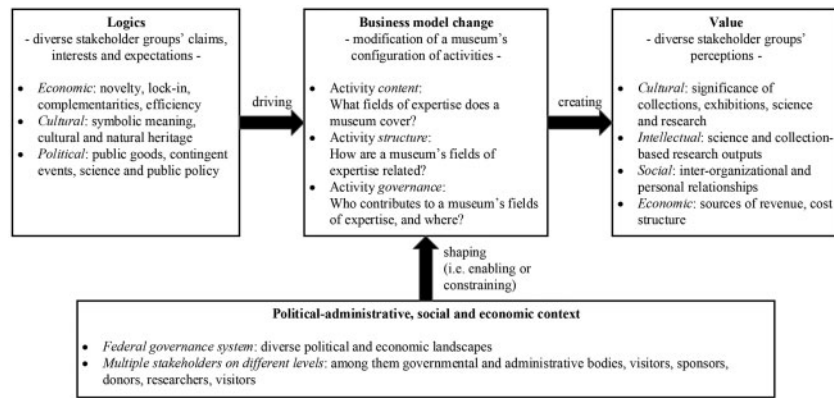 Logics
- diverse stakeholder groups' claims,
interests and expectations -
• Economic: novelty, lock-in,
complementarities, efficiency
• Cultural: symbolic meaning,
cultural and natural heritage
• Political: public goods, contingent
events, science and public policy
driving
Business model change
- modification of a museum's
configuration of activities -
• Activity content:
What fields of expertise does a
museum cover?
• Activity structure:
How are a museum's fields of
expertise related?
• Activity governance:
Who contributes to a museum's fields
of expertise, and where?
creating
Value
- diverse stakeholder groups'
perceptions -
• Cultural: significance of
collections, exhibitions, science
and research
• Intellectual: science and collection-
based research outputs
• Social: inter-organizational and
personal relationships
• Economic: sources of revenue, cost
structure
shaping
(i.e. enabling or
constraining)
Political-administrative, social and economic context
• Federal governance system: diverse political and economic landscapes
• Multiple stakeholders on different levels: among them governmental and administrative bodies, visitors, sponsors,
donors, researchers, visitors